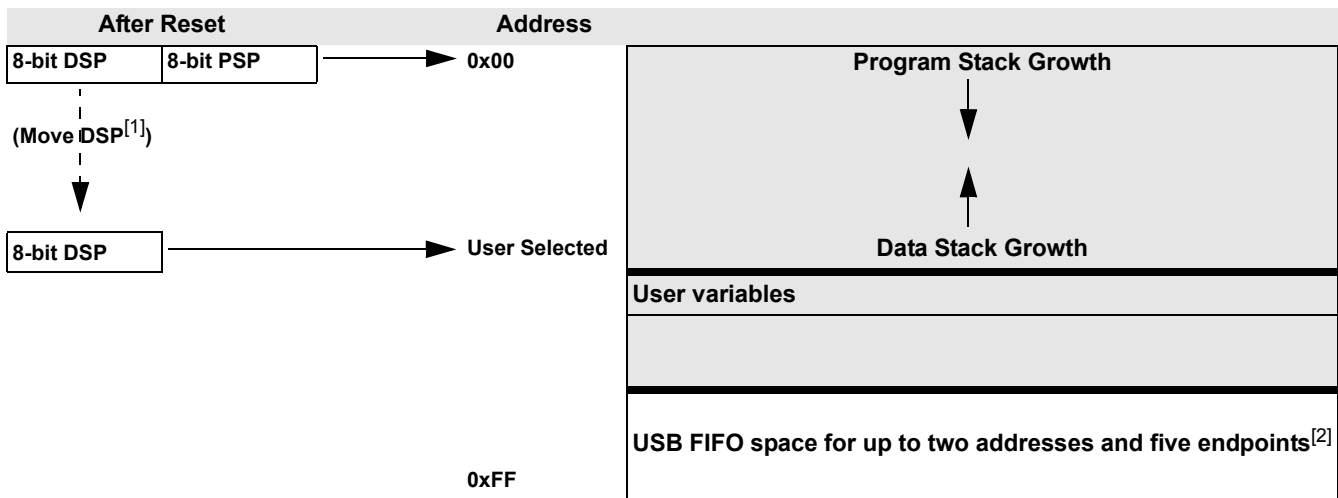 After Reset Address
8-bit DSP 8-bit PSP 0x00 Program Stack Growth
(Move DSP[1])
8-bit DSP User Selected Data Stack Growth
User variables
USB FIFO space for up to two addresses and five endpoints[2]
0xFF